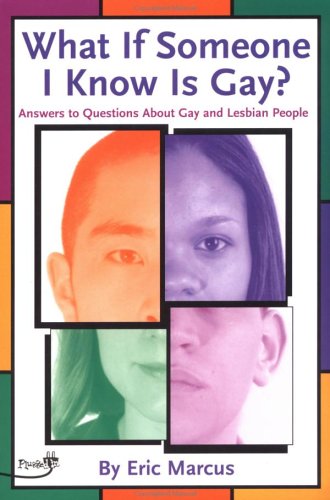 What If Someone
I Know Is Gay?
Answers to Questions About Gay and Lesbian People
By Eric Marcus